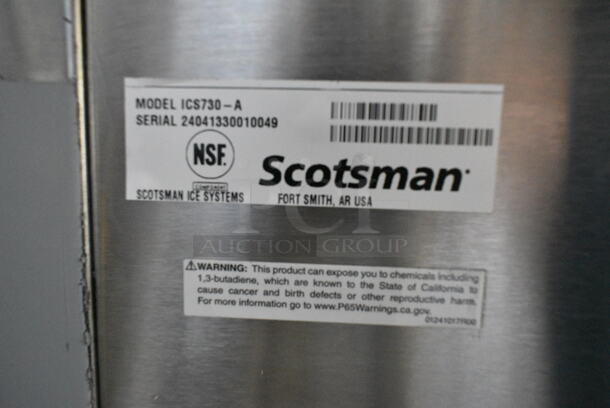 MODEL ICS730-A
SERIAL 24041330010049
NSF.
COMPONENT
Scotsman
SCOTSMAN ICE SYSTEMS FORT SMITH, AR USA
PCI
AUCTION GROUP
⚠WARNING: This product can expose you to chemicals including
1,3-butadiene, which are known to the State of California to
cause cancer and birth defects or other reproductive harm.
For more information go to www.P65Warnings.ca.gov.